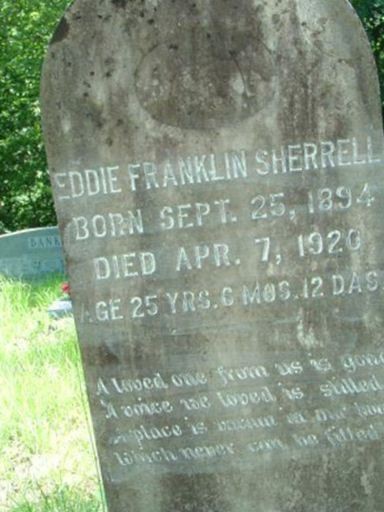 EDDIE FRANKLIN SHERRELL
BORN SEPT. 25, 1894
DIED APR. 7, 1920
AGE 25 YRS. 6 MOS. 12 DAS
A loved one from us is gone
A voice we loved is stilled
place is vacant in our
Which never can be filled
BANK